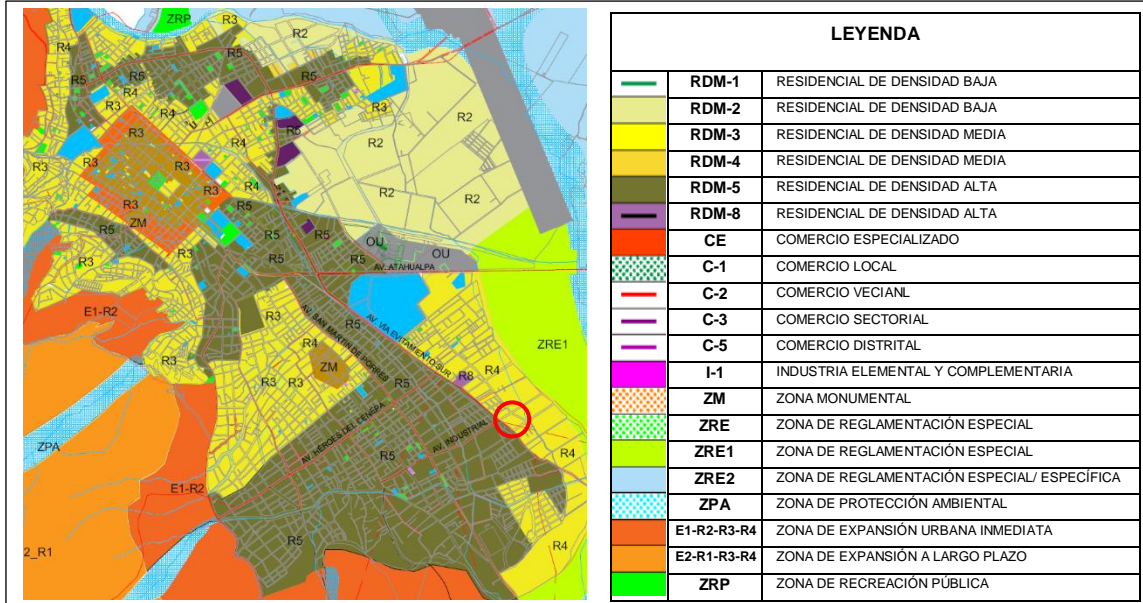 ZRP
R3
R4
R2
R5
R5
R5
R5
R4
R3
R4
R3
R5
R2
R3
R4
R2
R3
R3
R3
R4
R2
R2
R3
R5
ZM
R5
R5
R5
R3
R3
R5
R5
OU
OU
AV. ATAHUALPA
E1-R2
R3
R3
R4
AV. SAN MARTIN DE PORRES
R5
AV. VÍA EVITAMIENTO SUR
ZRE1
ZM
R8
R4
R3
R3
R5
ZPA
AV. HÉROES DEL CENEPA
AV. INDUSTRIAL
R5
R4
E1-R2
R5
R4
2_R1
LEYENDA
RDM-1 RESIDENCIAL DE DENSIDAD BAJA
RDM-2 RESIDENCIAL DE DENSIDAD BAJA
RDM-3 RESIDENCIAL DE DENSIDAD MEDIA
RDM-4 RESIDENCIAL DE DENSIDAD MEDIA
RDM-5 RESIDENCIAL DE DENSIDAD ALTA
RDM-8 RESIDENCIAL DE DENSIDAD ALTA
CE COMERCIO ESPECIALIZADO
C-1 COMERCIO LOCAL
C-2 COMERCIO VECIANL
C-3 COMERCIO SECTORIAL
C-5 COMERCIO DISTRITAL
I-1 INDUSTRIA ELEMENTAL Y COMPLEMENTARIA
ZM ZONA MONUMENTAL
ZRE ZONA DE REGLAMENTACIÓN ESPECIAL
ZRE1 ZONA DE REGLAMENTACIÓN ESPECIAL
ZRE2 ZONA DE REGLAMENTACIÓN ESPECIAL/ ESPECÍFICA
ZPA ZONA DE PROTECCIÓN AMBIENTAL
E1-R2-R3-R4 ZONA DE EXPANSIÓN URBANA INMEDIATA
E2-R1-R3-R4 ZONA DE EXPANSIÓN A LARGO PLAZO
ZRP ZONA DE RECREACIÓN PÚBLICA